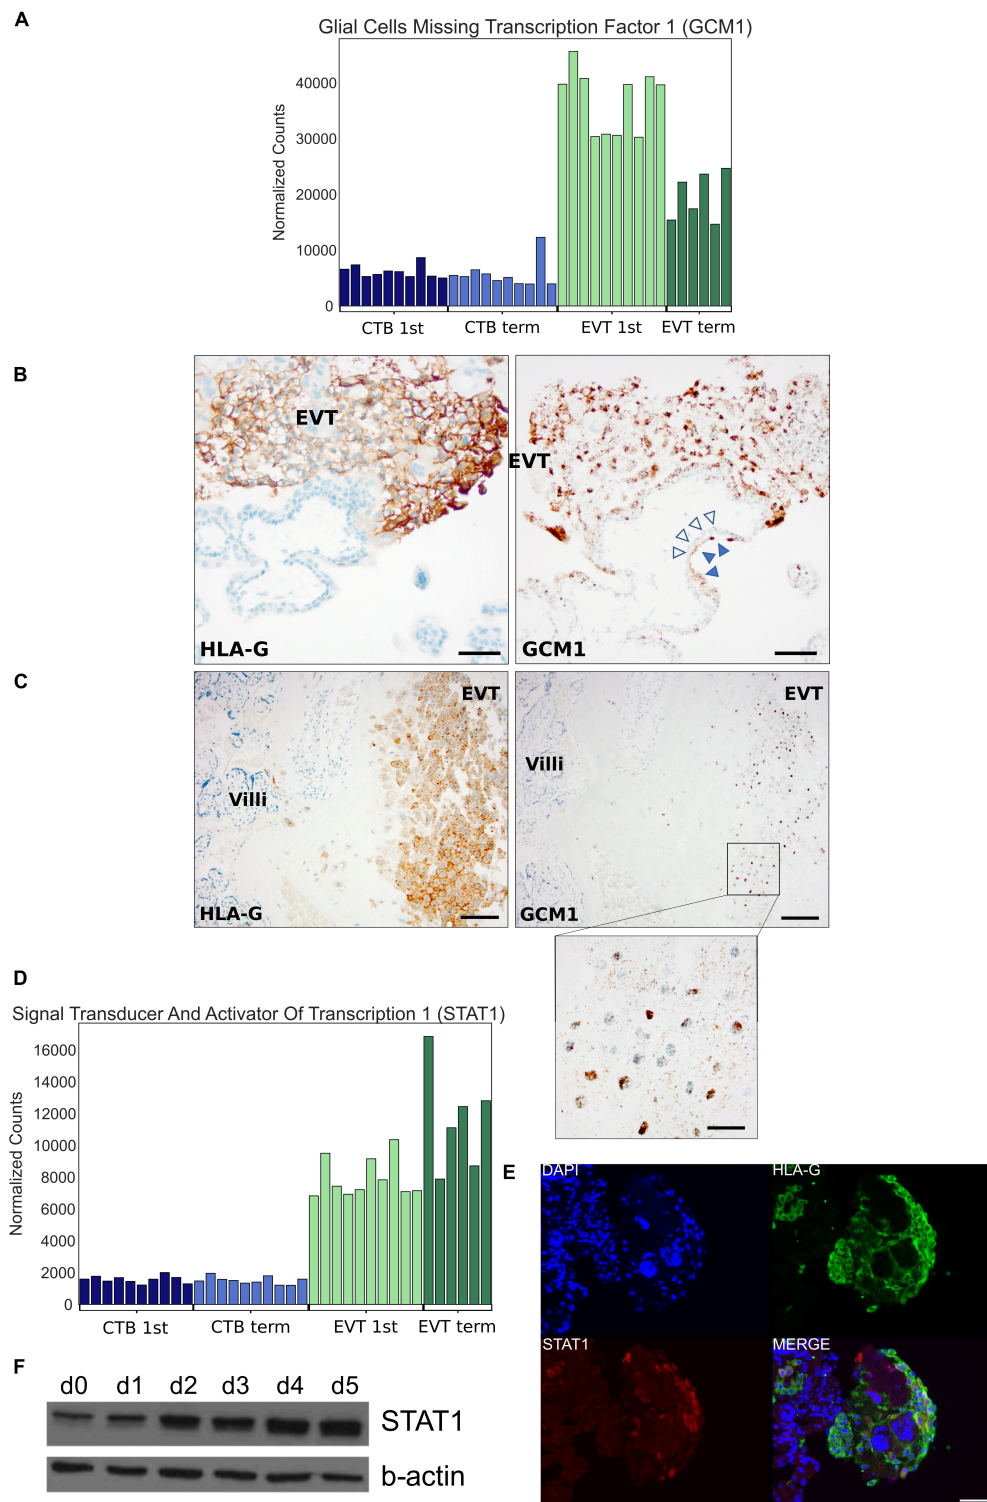 A
Glial Cells Missing Transcription Factor 1 (GCM1)
Normalized Counts
40000
30000
20000
10000
0
CTB 1st
CTB term
EVT 1st
EVT term
B
EVT
HLA-G
EVT
GCM1
C
EVT
Villi
HLA-G
EVT
Villi
GCM1
D
Signal Transducer And Activator Of Transcription 1 (STAT1)
Normalized Counts
16000
14000
12000
10000
8000
6000
4000
2000
0
CTB 1st
CTB term
EVT 1st
EVT term
E
DAPI
HLA-G
STAT1
MERGE
F
d0 d1 d2 d3 d4 d5
STAT1
b-actin